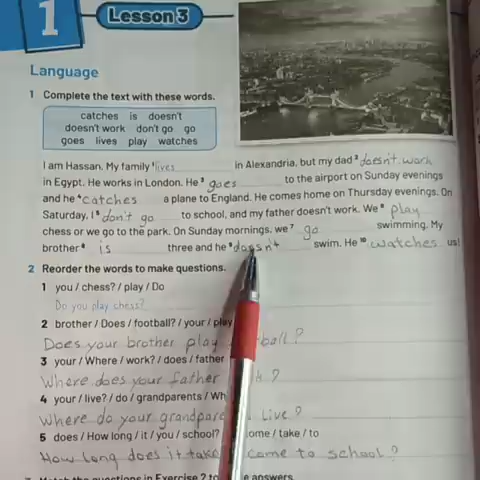 1 Lesson 3
Language
1 Complete the text with these words.
catches is doesn't
doesn't work don't go go
goes lives play watches
I am Hassan. My family ¹lives in Alexandria, but my dad ²doesn't work
in Egypt. He works in London. He ³goes to the airport on Sunday evenings
and he ⁴catches a plane to England. He comes home on Thursday evenings. On
Saturday, I ⁵don't go to school, and my father doesn't work. We ⁶play
chess or we go to the park. On Sunday mornings, we ⁷go swimming. My
brother ⁸is three and he ⁹doesn't swim. He ¹⁰watches us!
2 Reorder the words to make questions.
1 you / chess? / play / Do
Do you play chess?
2 brother / Does / football? / your / play
Does your brother play ball?
3 your / Where / work? / does / father
Where does your father ?
4 your / live? / do / grandparents / Wh
Where do your grandpare live?
5 does / How long / it / you / school? ome / take / to
How long does it take come to school?
Match the questions in Exercise 2 to e answers